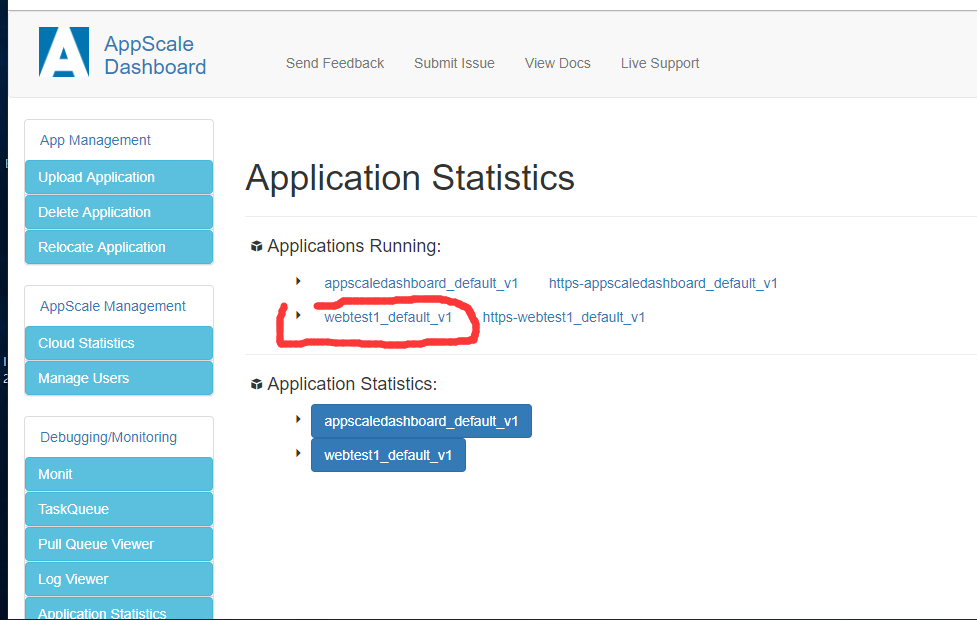 AppScale
Dashboard
Send Feedback Submit Issue View Docs Live Support
App Management
Upload Application
Delete Application
Relocate Application
AppScale Management
Cloud Statistics
Manage Users
Debugging/Monitoring
Monit
TaskQueue
Pull Queue Viewer
Log Viewer
Application Statistics
Application Statistics
Applications Running:
appscaledashboard_default_v1 https-appscaledashboard_default_v1
webtest1_default_v1 https-webtest1_default_v1
Application Statistics:
appscaledashboard_default_v1
webtest1_default_v1